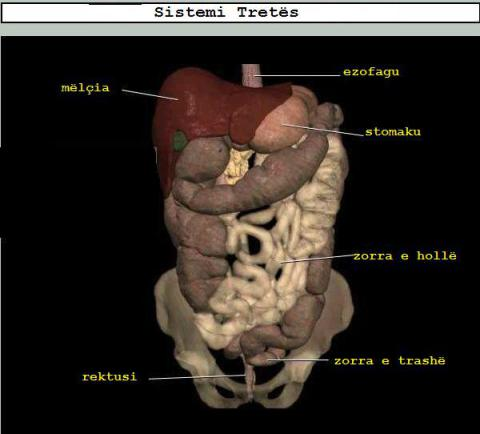 Sistemi Tretës
ezofagu
mëlçia
stomaku
zorra e hollë
zorra e trashë
rektusi